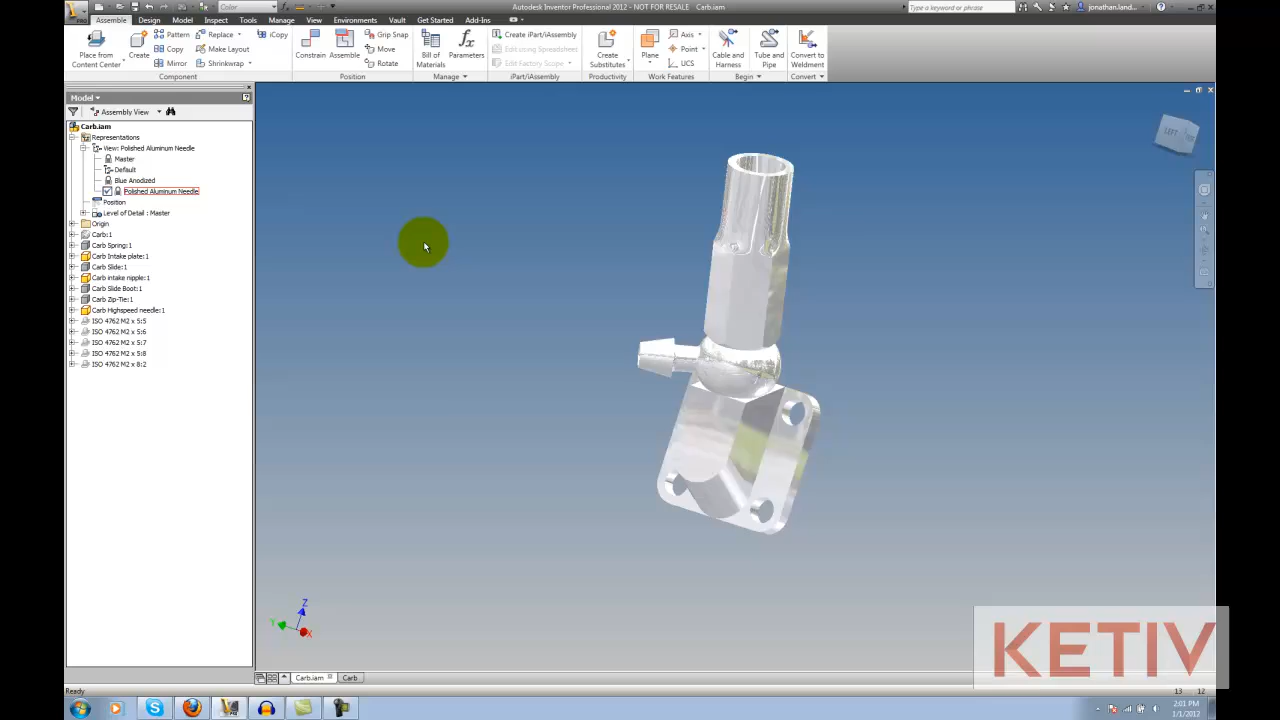 Autodesk Inventor Professional 2012 - NOT FOR RESALE Carb.iam
Type a keyword or phrase
jonathan.land...
PRO
Color
Assemble Design Model Inspect Tools Manage View Environments Vault Get Started Add-Ins
Place from Content Center
Create
Pattern
Copy
Mirror
Replace
Make Layout
Shrinkwrap
iCopy
Component
Constrain
Assemble
Grip Snap
Move
Rotate
Position
Bill of Materials
Parameters
Manage
Create iPart/iAssembly
Edit using Spreadsheet
Edit Factory Scope
iPart/iAssembly
Create Substitutes
Productivity
Plane
Axis
Point
UCS
Work Features
Cable and Harness
Tube and Pipe
Begin
Convert to Weldment
Convert
Model
Assembly View
Carb.iam
Representations
View: Polished Aluminum Needle
Master
Default
Blue Anodized
Polished Aluminum Needle
Position
Level of Detail : Master
Origin
Carb:1
Carb Spring:1
Carb Intake plate:1
Carb Slide:1
Carb intake nipple:1
Carb Slide Boot:1
Carb Zip-Tie:1
Carb Highspeed needle:1
ISO 4762 M2 x 5:5
ISO 4762 M2 x 5:6
ISO 4762 M2 x 5:7
ISO 4762 M2 x 5:8
ISO 4762 M2 x 8:2
LEFT
Z
Y
X
KETIV
Carb.iam
Carb
Ready
13 12
2:01 PM
1/1/2012